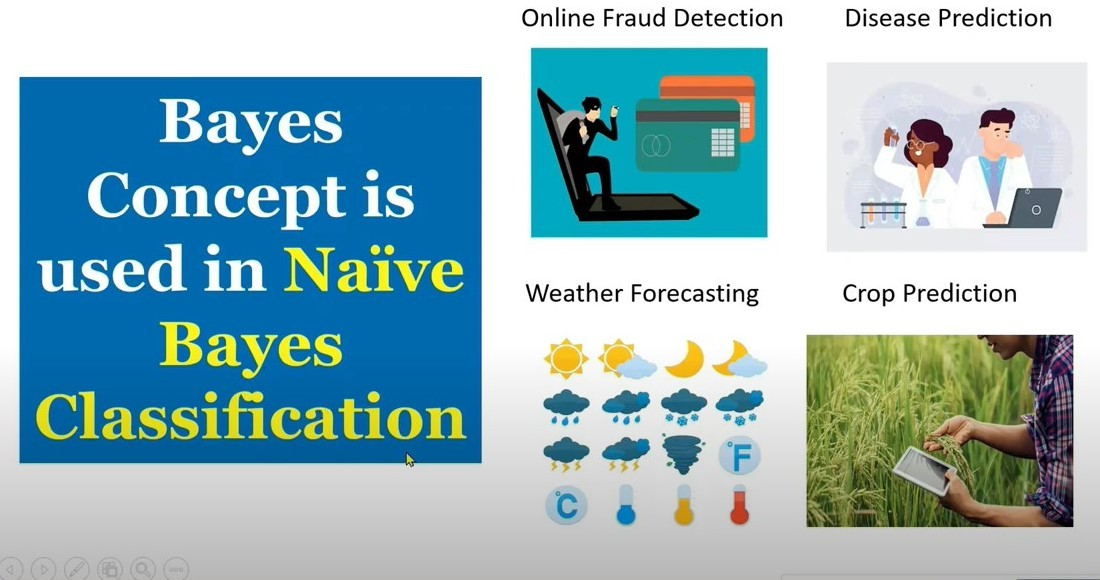 Bayes
Concept is
used in Naïve
Bayes
Classification
Online Fraud Detection
Disease Prediction
Weather Forecasting
Crop Prediction
°F
°C